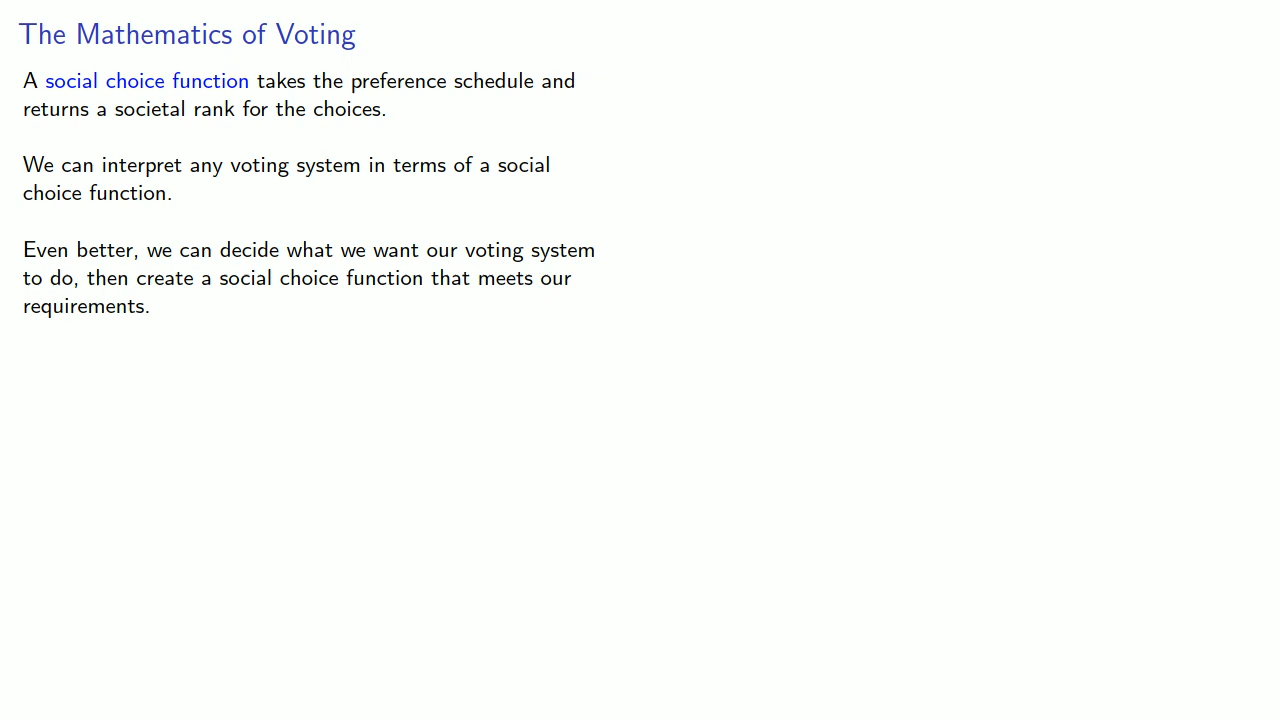 The Mathematics of Voting
A social choice function takes the preference schedule and
returns a societal rank for the choices.
We can interpret any voting system in terms of a social
choice function.
Even better, we can decide what we want our voting system
to do, then create a social choice function that meets our
requirements.